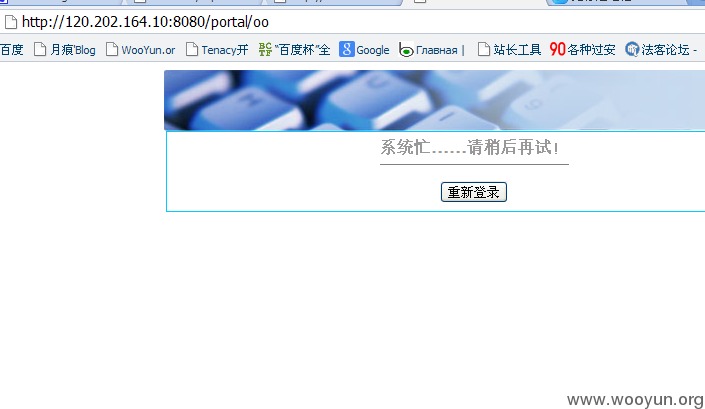 http://120.202.164.10:8080/portal/oo
百度 月痕'Blog WooYun.or Tenacy开 "百度杯"全 Google Главная | 站长工具 90 各种过安 法客论坛 -
系统忙......请稍后再试!
重新登录
www.wooyun.org